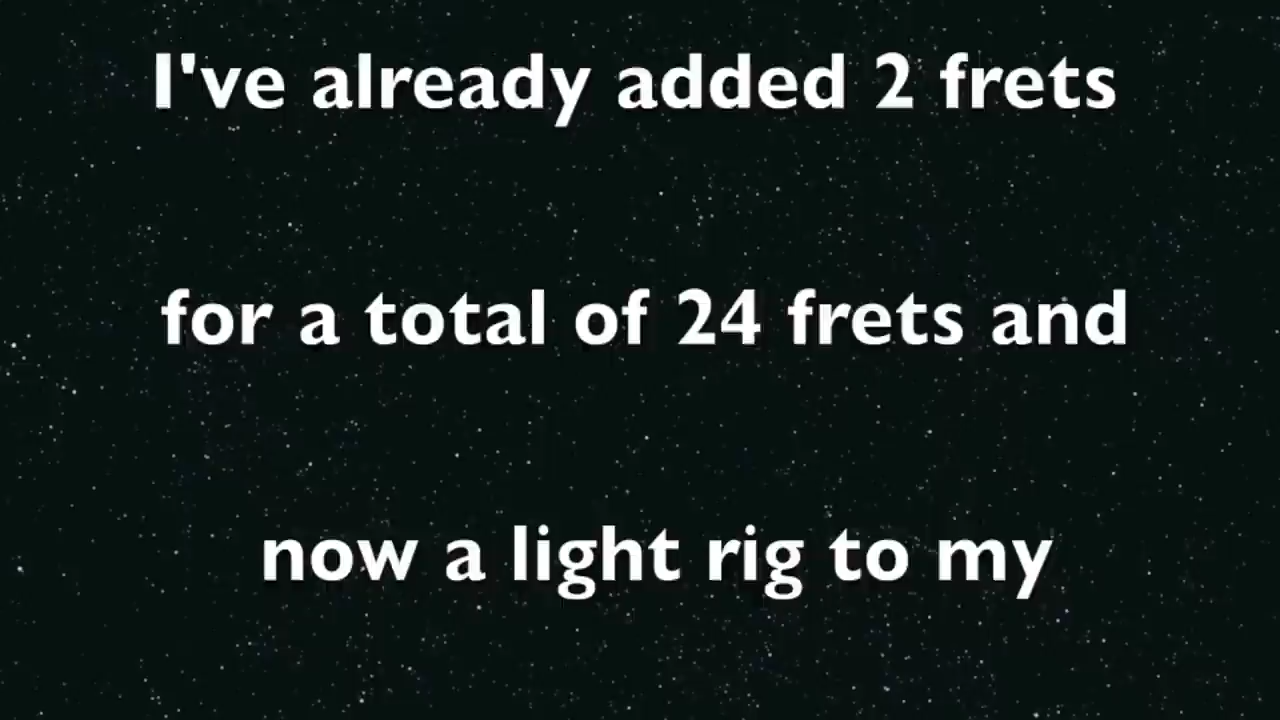 I've already added 2 frets
for a total of 24 frets and
now a light rig to my